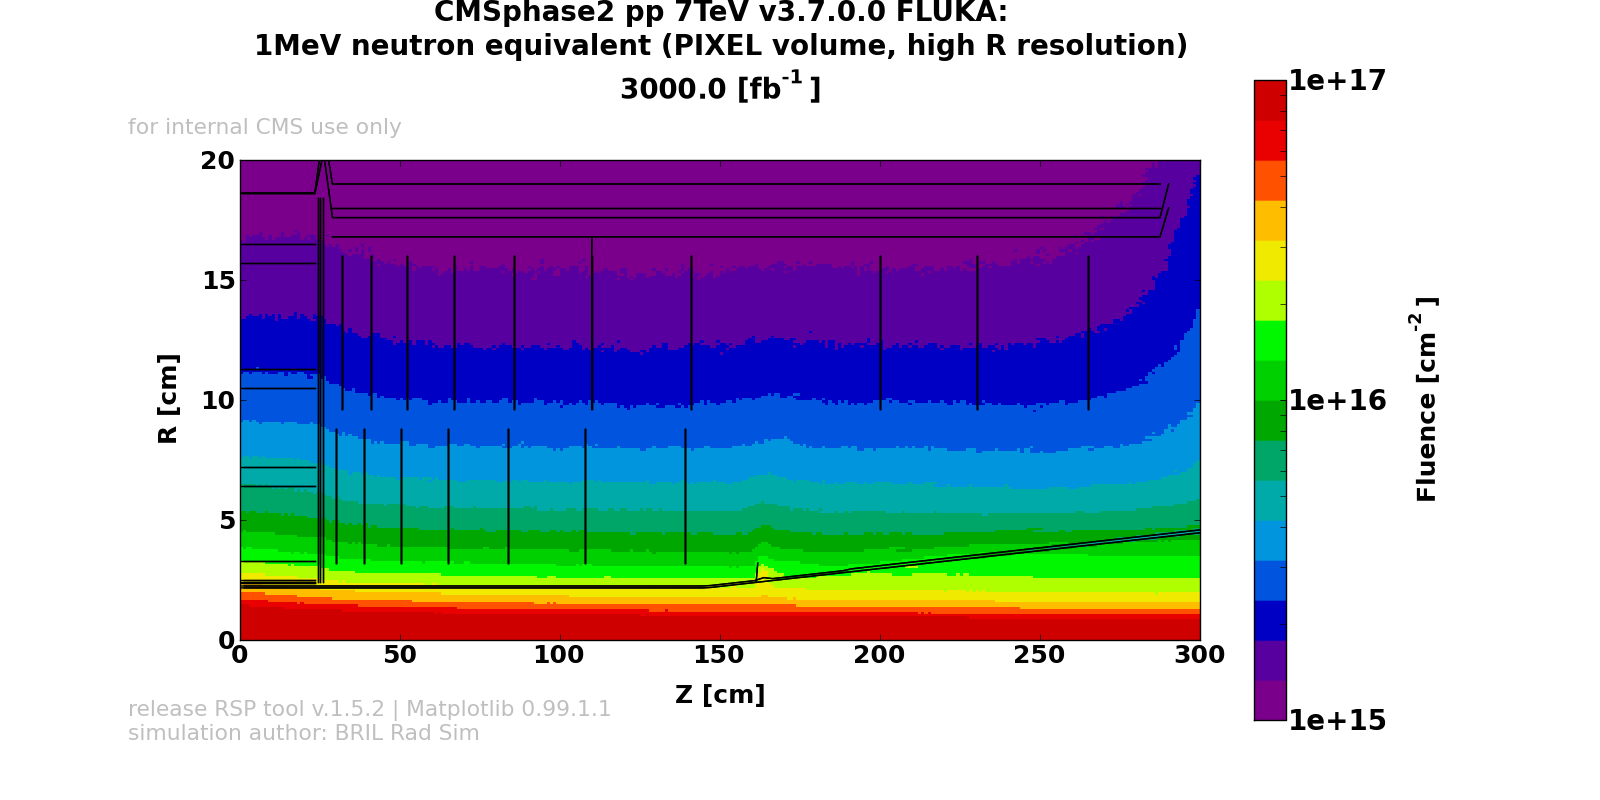 CMSphase2 pp 7TeV v3.7.0.0 FLUKA:
1MeV neutron equivalent (PIXEL volume, high R resolution)
3000.0 [fb⁻¹ ]
for internal CMS use only
1e+17
1e+16
1e+15
Fluence [cm⁻² ]
20
15
10
5
0
R [cm]
0 50 100 150 200 250 300
Z [cm]
release RSP tool v.1.5.2 | Matplotlib 0.99.1.1
simulation author: BRIL Rad Sim